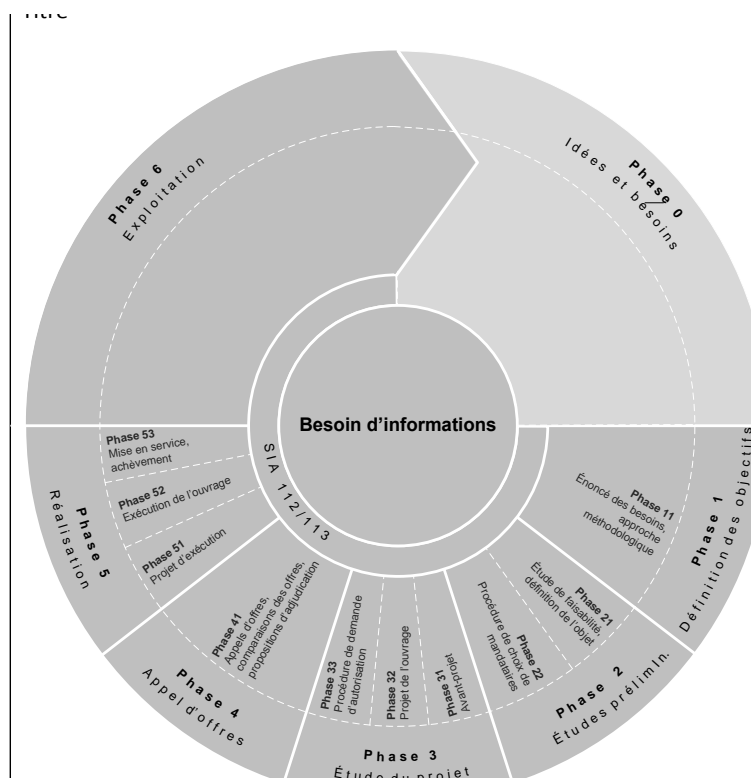 Titre
Phase 0
Idées et besoins
Phase 6
Exploitation
Besoin d'informations
SIA 112/113
Phase 11
Énoncé des besoins,
approche
méthodologique
Phase 1
Définition des objectifs
Phase 21
Étude de faisabilité,
définition de l'objet
Phase 22
Procédure de choix de
mandataires
Phase 2
Études prélimin.
Phase 31
Avant-projet
Phase 32
Projet de l'ouvrage
Phase 33
Procédure de demande
d'autorisation
Phase 3
Étude du projet
Phase 41
Appels d'offres,
comparaisons des offres,
propositions d'adjudication
Phase 4
Appel d'offres
Phase 51
Projet d'exécution
Phase 52
Exécution de l'ouvrage
Phase 53
Mise en service,
achèvement
Phase 5
Réalisation